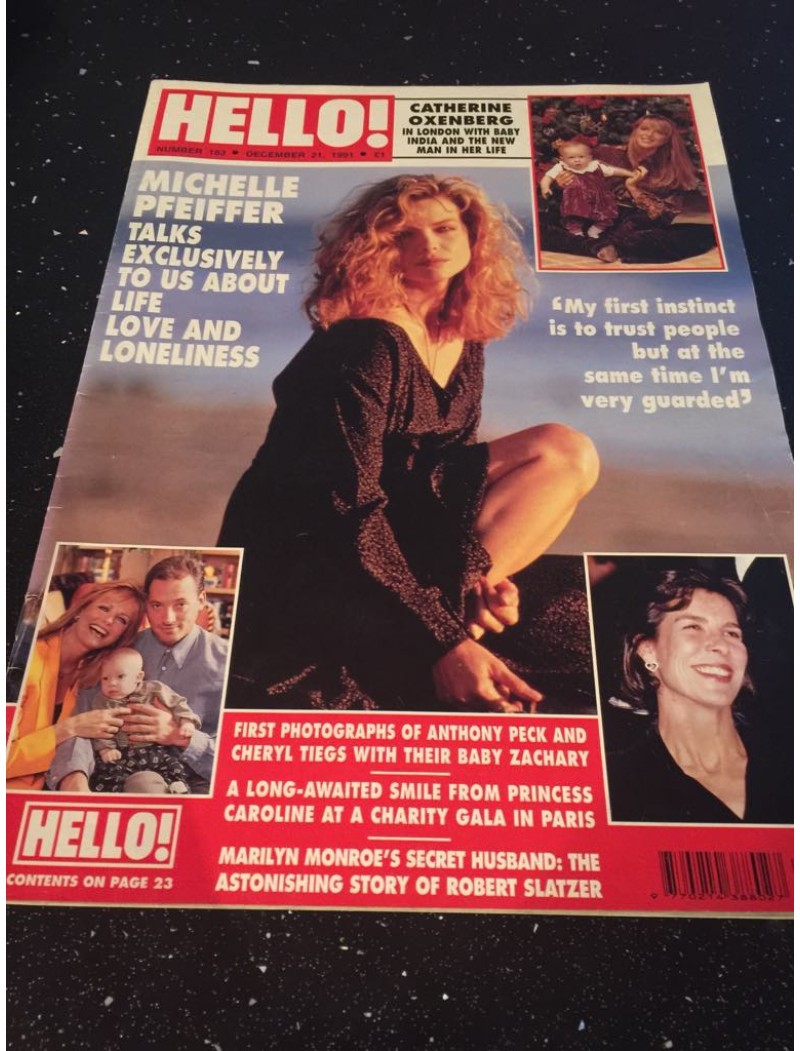 HELLO!
NUMBER 183 • DECEMBER 21, 1991 • £1
CATHERINE
OXENBERG
IN LONDON WITH BABY
INDIA AND THE NEW
MAN IN HER LIFE
MICHELLE
PFEIFFER
TALKS
EXCLUSIVELY
TO US ABOUT
LIFE
LOVE AND
LONELINESS
‘My first instinct
is to trust people
but at the
same time I’m
very guarded’
FIRST PHOTOGRAPHS OF ANTHONY PECK AND
CHERYL TIEGS WITH THEIR BABY ZACHARY
A LONG-AWAITED SMILE FROM PRINCESS
CAROLINE AT A CHARITY GALA IN PARIS
MARILYN MONROE’S SECRET HUSBAND: THE
ASTONISHING STORY OF ROBERT SLATZER
HELLO!
CONTENTS ON PAGE 23
9 770214 388027